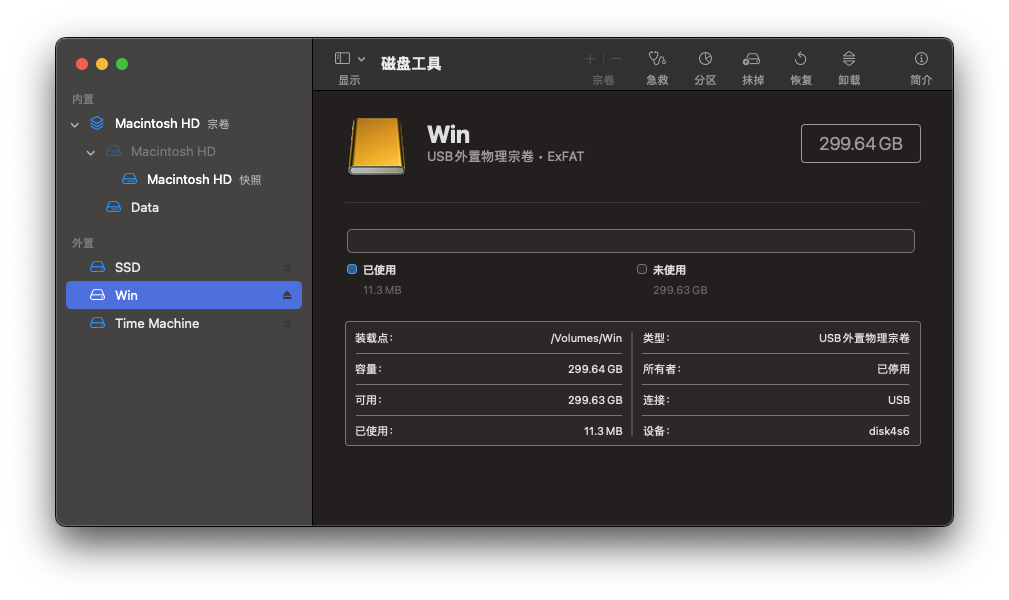 磁盘工具
显示
宗卷
急救
分区
抹掉
恢复
卸载
简介
内置
Macintosh HD 宗卷
Macintosh HD
Macintosh HD 快照
Data
外置
SSD
Win
Time Machine
Win
USB外置物理宗卷 • ExFAT
299.64 GB
已使用
11.3 MB
未使用
299.63 GB
装载点： /Volumes/Win
容量： 299.64 GB
可用： 299.63 GB
已使用： 11.3 MB
类型： USB外置物理宗卷
所有者： 已停用
连接： USB
设备： disk4s6